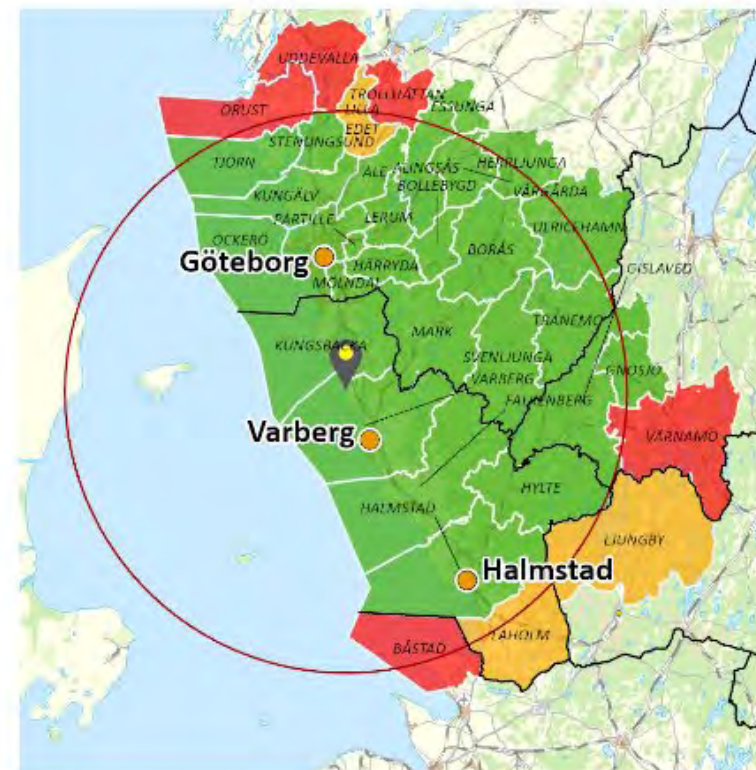 UDDEVALLA
TROLLHÄTTAN
LILLA
EDET
ESSUNGA
ORUST
STENUNGSUND
TJÖRN
ALE
ALINGSÅS
HERRLJUNGA
BOLLEBYGD
VÅRGÅRDA
KUNGÄLV
PARTILLE
LERUM
ULRICEHAMN
ÖCKERÖ
BORÅS
Göteborg
HÄRRYDA
GISLAVED
MÖLNDAL
MARK
TRANEMO
KUNGSBACKA
SVENLJUNGA
GNOSJÖ
VARBERG
FALKENBERG
VÄRNAMO
Varberg
HYLTE
HALMSTAD
LJUNGBY
Halmstad
LAHOLM
BÅSTAD